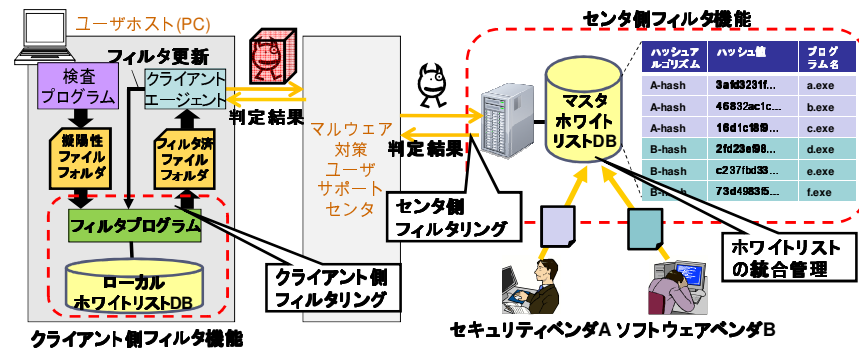 ユーザホスト(PC)
フィルタ更新
検査
プログラム
クライアント
エージェント
判定結果
擬陽性
ファイル
フォルダ
フィルタ済
ファイル
フォルダ
フィルタプログラム
ローカル
ホワイトリストDB
クライアント側フィルタ機能
クライアント側
フィルタリング
マルウェア
対策
ユーザ
サポート
センタ
判定結果
センタ側フィルタ機能
マスタ
ホワイト
リストDB
センタ側
フィルタリング
ハッシュア
ルゴリズム
ハッシュ値
プログ
ラム名
A-hash 3afd3231f... a.exe
A-hash 46832ac1c... b.exe
A-hash 16d1c18f9... c.exe
B-hash 2fd23ef98... d.exe
B-hash c237fbd33... e.exe
B-hash 73d4983f5... f.exe
ホワイトリスト
の統合管理
セキュリティベンダA ソフトウェアベンダB